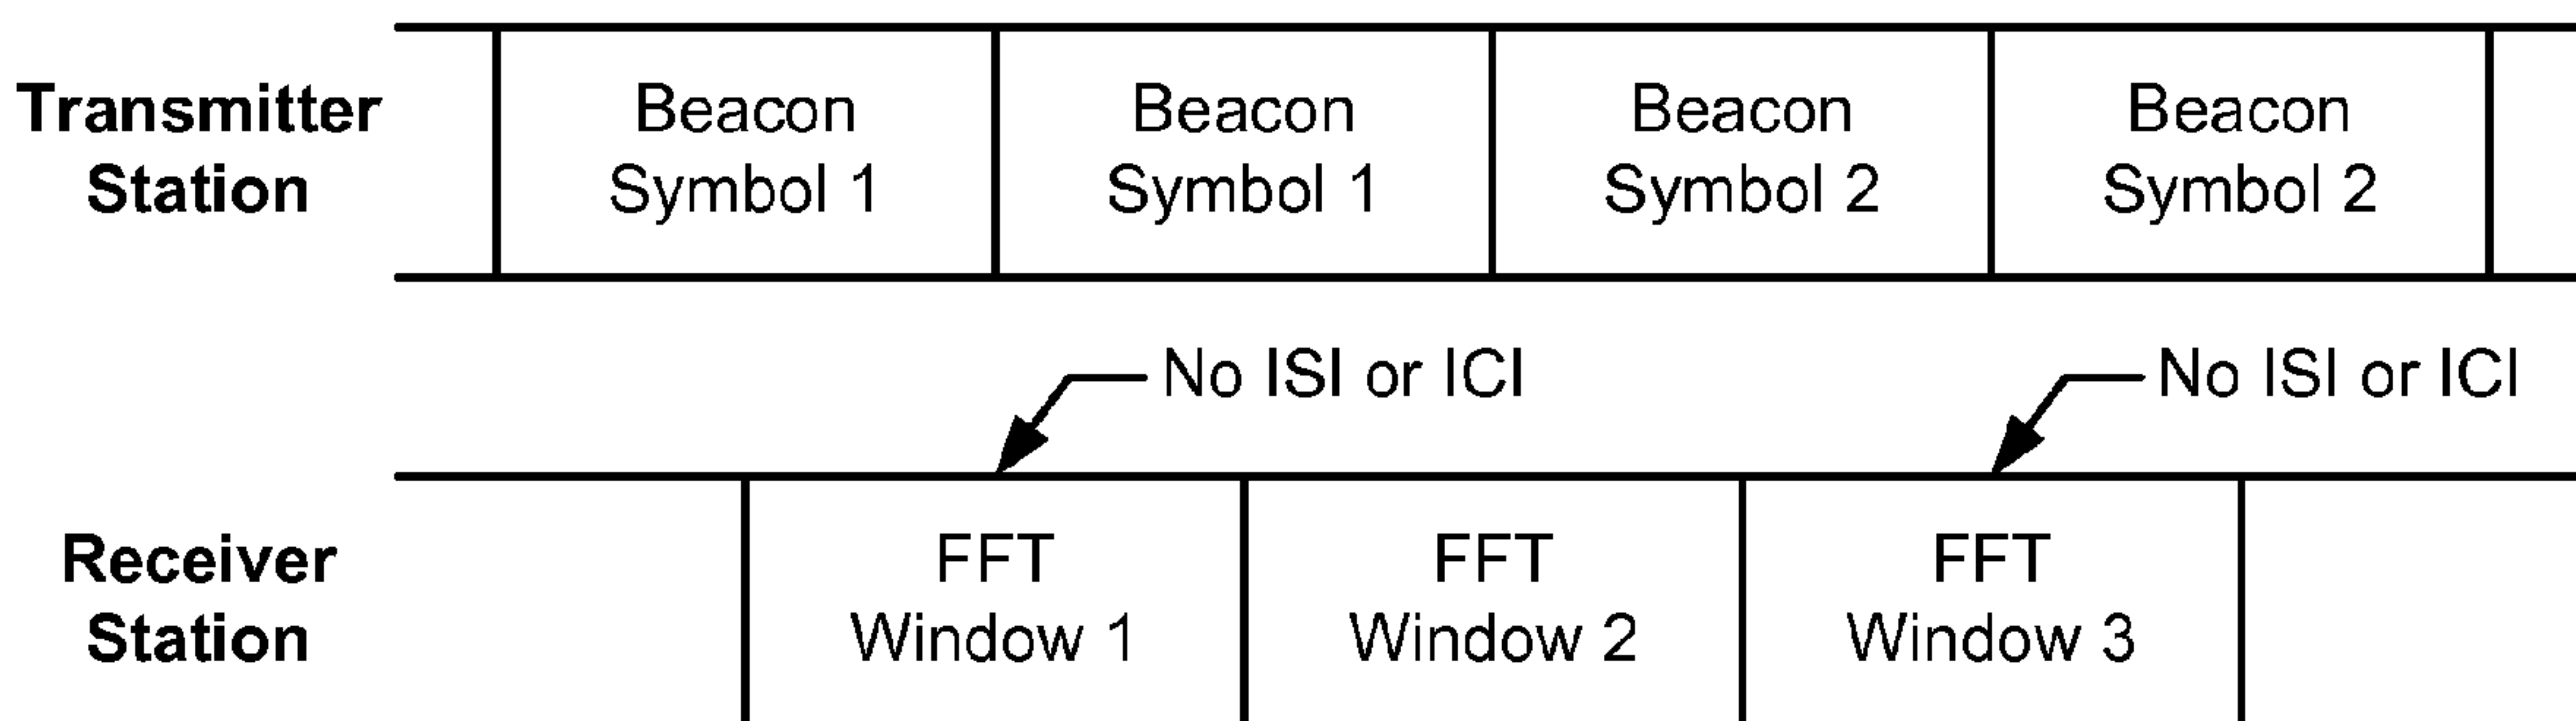 Transmitter
Station
Beacon
Symbol 1
Beacon
Symbol 1
Beacon
Symbol 2
Beacon
Symbol 2
No ISI or ICI
No ISI or ICI
Receiver
Station
FFT
Window 1
FFT
Window 2
FFT
Window 3